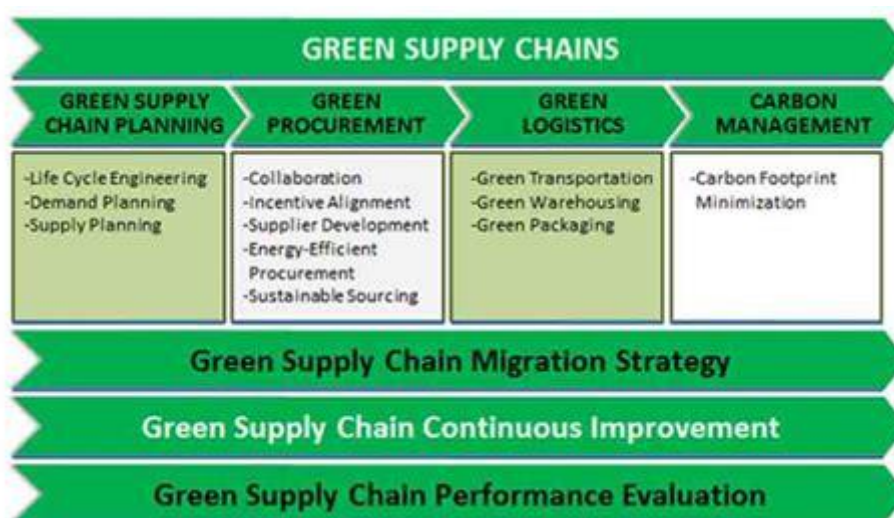 GREEN SUPPLY CHAINS
GREEN SUPPLY
CHAIN PLANNING
GREEN
PROCUREMENT
GREEN
LOGISTICS
CARBON
MANAGEMENT
-Life Cycle Engineering
-Demand Planning
-Supply Planning
-Collaboration
-Incentive Alignment
-Supplier Development
-Energy-Efficient
Procurement
-Sustainable Sourcing
-Green Transportation
-Green Warehousing
-Green Packaging
-Carbon Footprint
Minimization
Green Supply Chain Migration Strategy
Green Supply Chain Continuous Improvement
Green Supply Chain Performance Evaluation